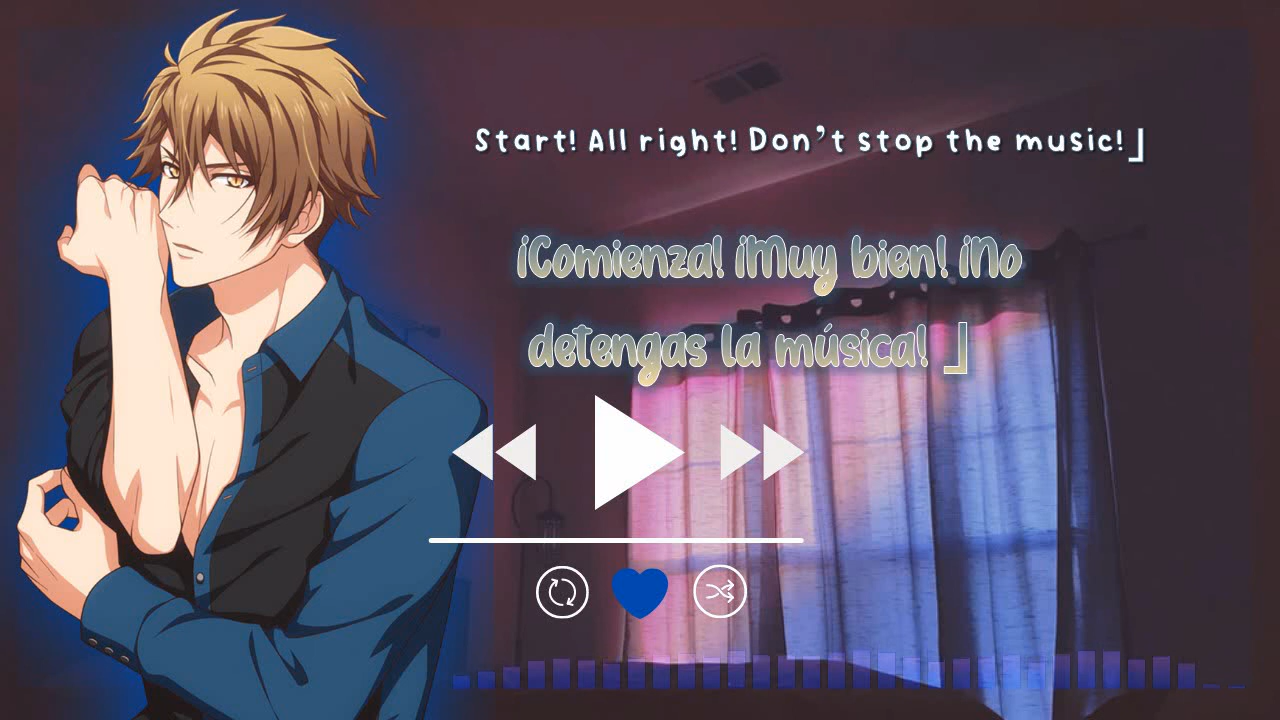 Start! All right! Don’t stop the music!」
¡Comienza! ¡Muy bien! ¡No
detengas la música! 」